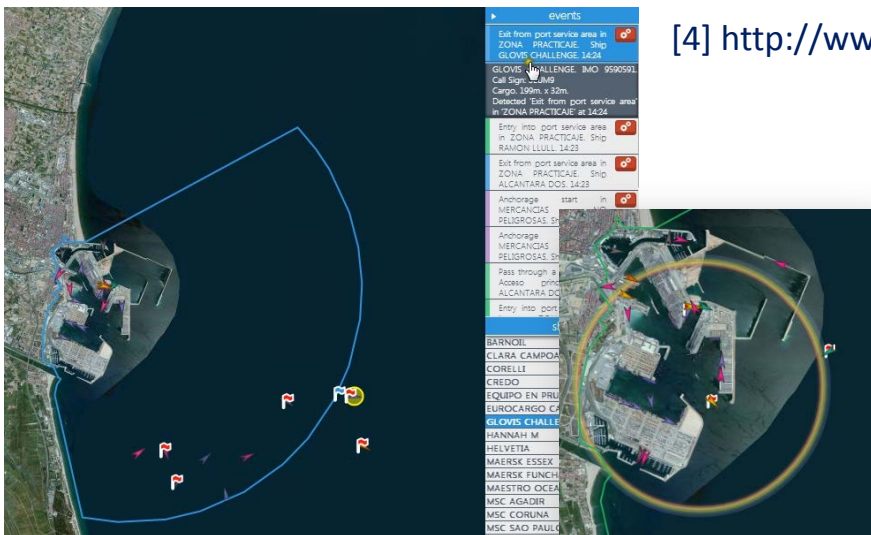 events
Exit from port service area in
ZONA PRACTICAJE. Ship
GLOVIS CHALLENGE. 14:24
GLOVIS CHALLENGE. IMO 9590591.
Call Sign:
Cargo. 199m. x 32m.
Detected 'Exit from port service area'
in 'ZONA PRACTICAJE' at 14:24
Entry into port service area
in ZONA PRACTICAJE. Ship
RAMON LLULL. 14:23
Exit from port service area in
ZONA PRACTICAJE. Ship
ALCANTARA DOS. 14:23
Anchorage start in
MERCANCIAS NO
PELIGROSAS.
Anchorage
MERCANCIAS
PELIGROSAS.
Pass through a
Acceso princ
ALCANTARA DO
Entry into port
BARNOIL
CLARA CAMPOA
CORELLI
CREDO
EQUIPO EN PRU
EUROCARGO CA
GLOVIS CHALLE
HANNAH M
HELVETIA
MAERSK ESSEX
MAERSK FUNCH
MAESTRO OCEA
MSC AGADIR
MSC CORUNA
MSC SAO PAULO
[4] http://ww